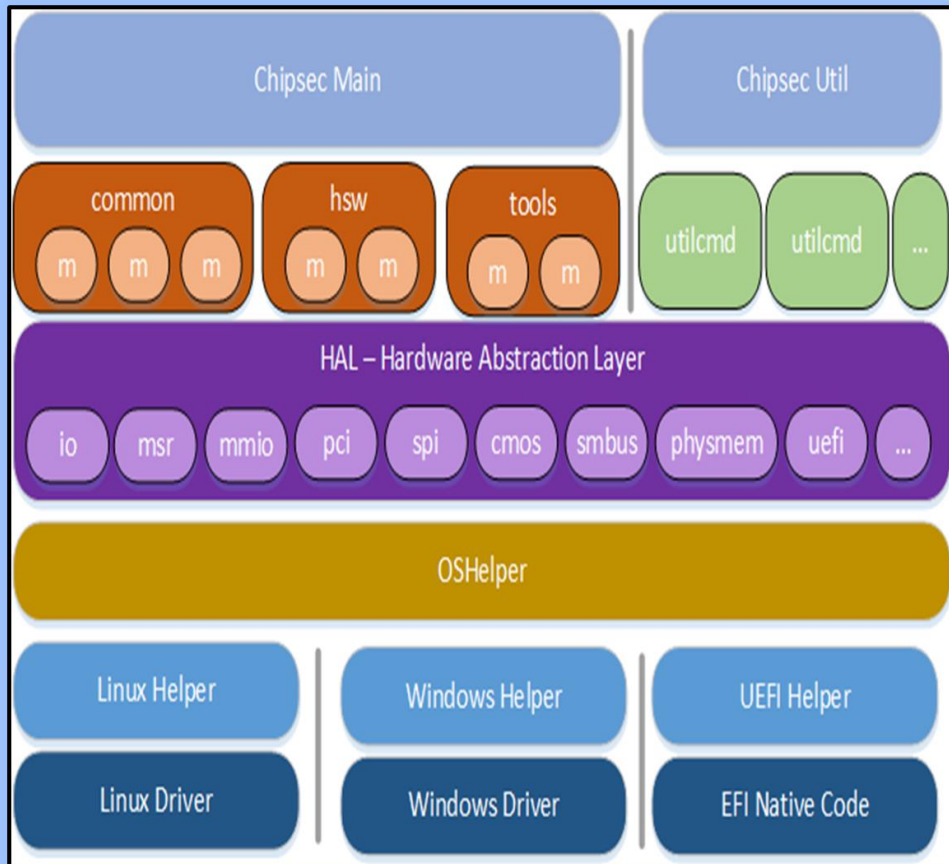 Chipsec Main
Chipsec Util
common
hsw
tools
m m m
m m
m m
utilcmd
utilcmd
...
HAL – Hardware Abstraction Layer
io msr mmio pci spi cmos smbus physmem uefi ...
OSHelper
Linux Helper
Windows Helper
UEFI Helper
Linux Driver
Windows Driver
EFI Native Code